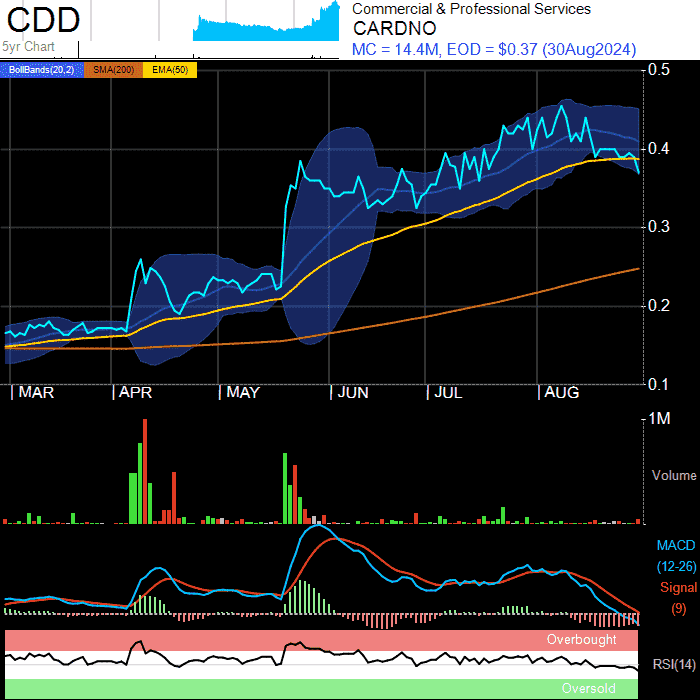 CDD
5yr Chart
Commercial & Professional Services
CARDNO
MC = 14.4M, EOD = $0.37 (30Aug2024)
BollBands(20,2) SMA(200) EMA(50)
0.5
0.4
0.3
0.2
0.1
MAR APR MAY JUN JUL AUG
1M
Volume
MACD
(12-26)
Signal
(9)
Overbought
RSI(14)
Oversold